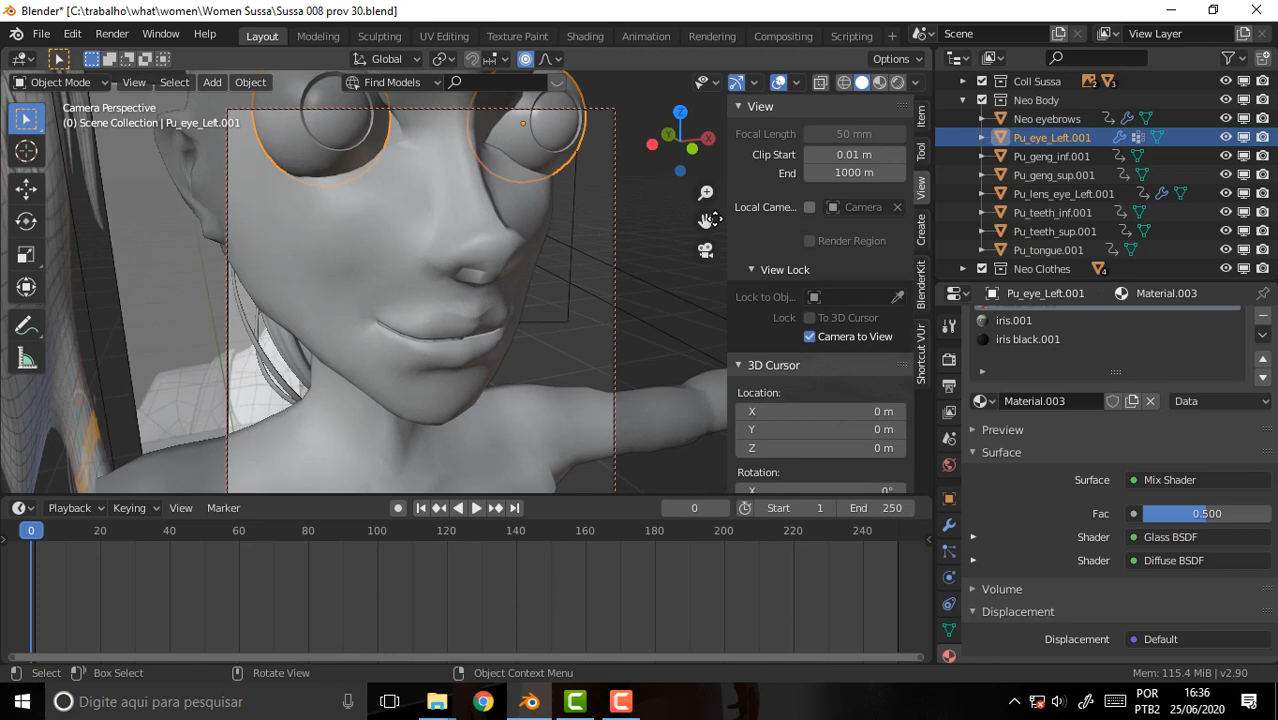 Blender* [C:\trabalho\what\women\Women Sussa\Sussa 008 prov 30.blend]
File Edit Render Window Help Layout Modeling Sculpting UV Editing Texture Paint Shading Animation Rendering Compositing Scripting Scene View Layer
Global Options
Object Mode View Select Add Object Find Models
Camera Perspective
(0) Scene Collection | Pu_eye_Left.001
Z
X
Y
View
Focal Length 50 mm
Clip Start 0.01 m
End 1000 m
Local Came... Camera
Render Region
View Lock
Lock to Obj...
Lock To 3D Cursor
Camera to View
3D Cursor
Location:
X 0 m
Y 0 m
Z 0 m
Rotation:
X 0°
Item
Tool
View
Create
BlenderKit
Shortcut VUr
Coll Sussa 2 3
Neo Body
Neo eyebrows
Pu_eye_Left.001
Pu_geng_inf.001
Pu_geng_sup.001
Pu_lens_eye_Left.001
Pu_teeth_inf.001
Pu_teeth_sup.001
Pu_tongue.001
Neo Clothes 4
Pu_eye_Left.001 Material.003
iris.001
iris black.001
Material.003 Data
Preview
Surface
Surface Mix Shader
Fac 0.500
Shader Glass BSDF
Shader Diffuse BSDF
Volume
Displacement
Displacement Default
Playback Keying View Marker 0 Start 1 End 250
0 20 40 60 80 100 120 140 160 180 200 220 240
Select Box Select Rotate View Object Context Menu Mem: 115.4 MiB | v2.90
Digite aqui para pesquisar
POR
PTB2
16:36
25/06/2020